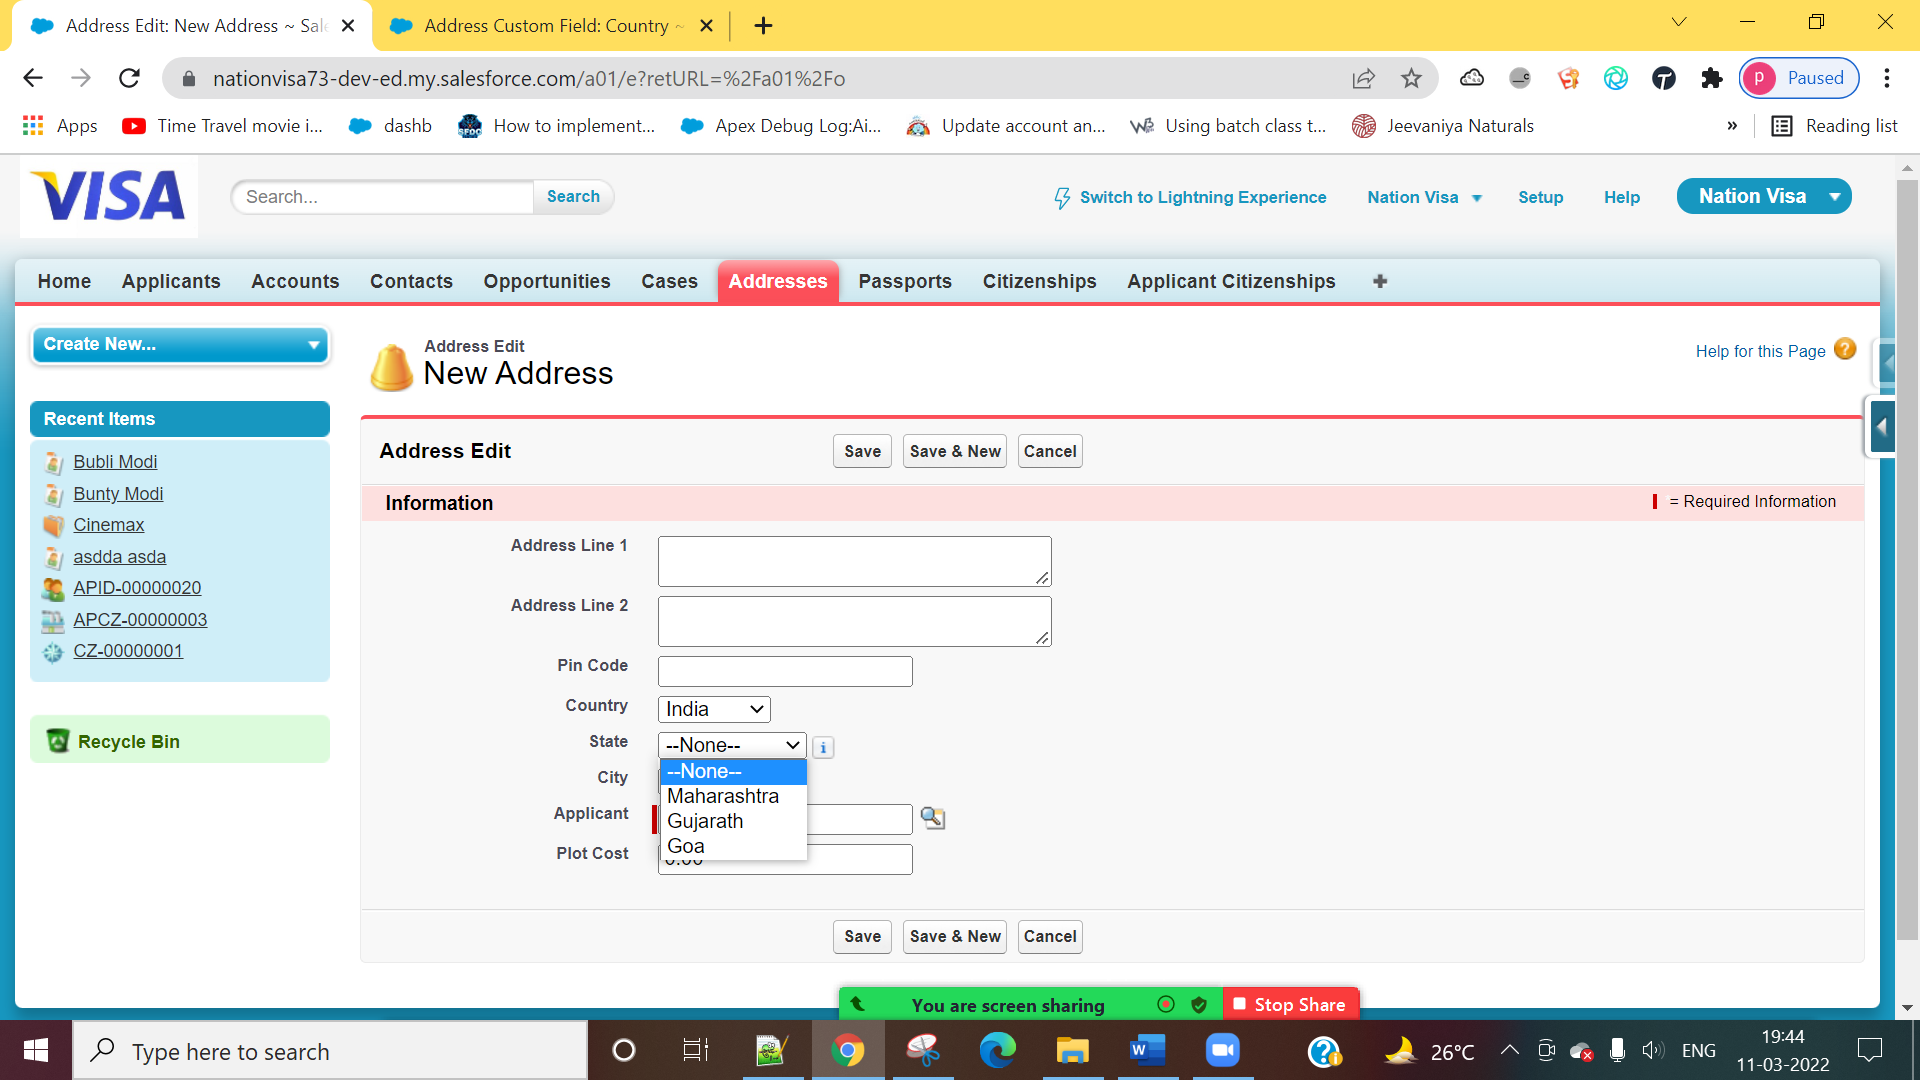 Address Edit: New Address ~ Sale
Address Custom Field: Country ~
nationvisa73-dev-ed.my.salesforce.com/a01/e?retURL=%2Fa01%2Fo
P Paused
Apps
Time Travel movie i...
dashb
How to implement...
Apex Debug Log:Ai...
Update account an...
Using batch class t...
Jeevaniya Naturals
»
Reading list
VISA
Search...
Search
Switch to Lightning Experience
Nation Visa
Setup
Help
Nation Visa
Home
Applicants
Accounts
Contacts
Opportunities
Cases
Addresses
Passports
Citizenships
Applicant Citizenships
+
Create New...
Address Edit
New Address
Help for this Page
Recent Items
Bubli Modi
Bunty Modi
Cinemax
asdda asda
APID-00000020
APCZ-00000003
CZ-00000001
Recycle Bin
Address Edit
Save
Save & New
Cancel
Information
= Required Information
Address Line 1
Address Line 2
Pin Code
Country
India
State
--None--
--None--
Maharashtra
Gujarath
Goa
City
Applicant
Plot Cost
0.00
Save
Save & New
Cancel
You are screen sharing
Stop Share
Type here to search
26°C
ENG
19:44
11-03-2022